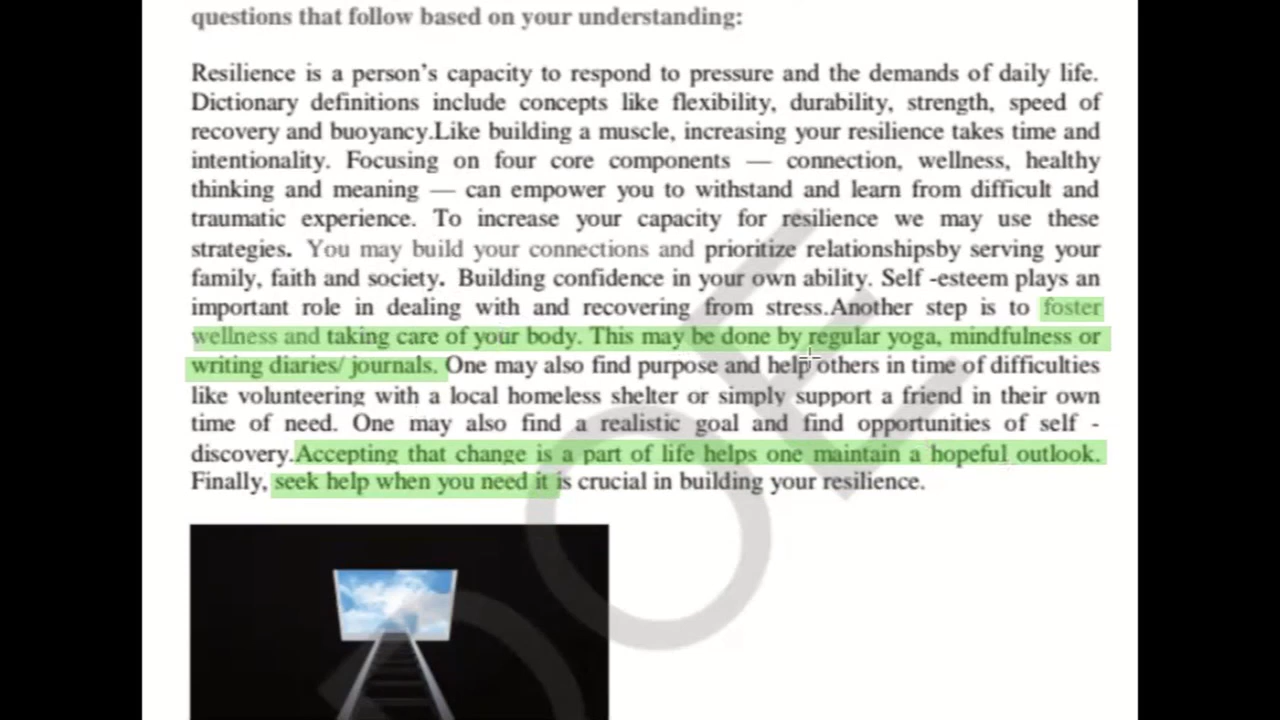 questions that follow based on your understanding:
Resilience is a person's capacity to respond to pressure and the demands of daily life.
Dictionary definitions include concepts like flexibility, durability, strength, speed of
recovery and buoyancy.Like building a muscle, increasing your resilience takes time and
intentionality. Focusing on four core components — connection, wellness, healthy
thinking and meaning — can empower you to withstand and learn from difficult and
traumatic experience. To increase your capacity for resilience we may use these
strategies. You may build your connections and prioritize relationshipsby serving your
family, faith and society. Building confidence in your own ability. Self -esteem plays an
important role in dealing with and recovering from stress.Another step is to foster
wellness and taking care of your body. This may be done by regular yoga, mindfulness or
writing diaries/ journals. One may also find purpose and help others in time of difficulties
like volunteering with a local homeless shelter or simply support a friend in their own
time of need. One may also find a realistic goal and find opportunities of self -
discovery.Accepting that change is a part of life helps one maintain a hopeful outlook.
Finally, seek help when you need it is crucial in building your resilience.
DOE